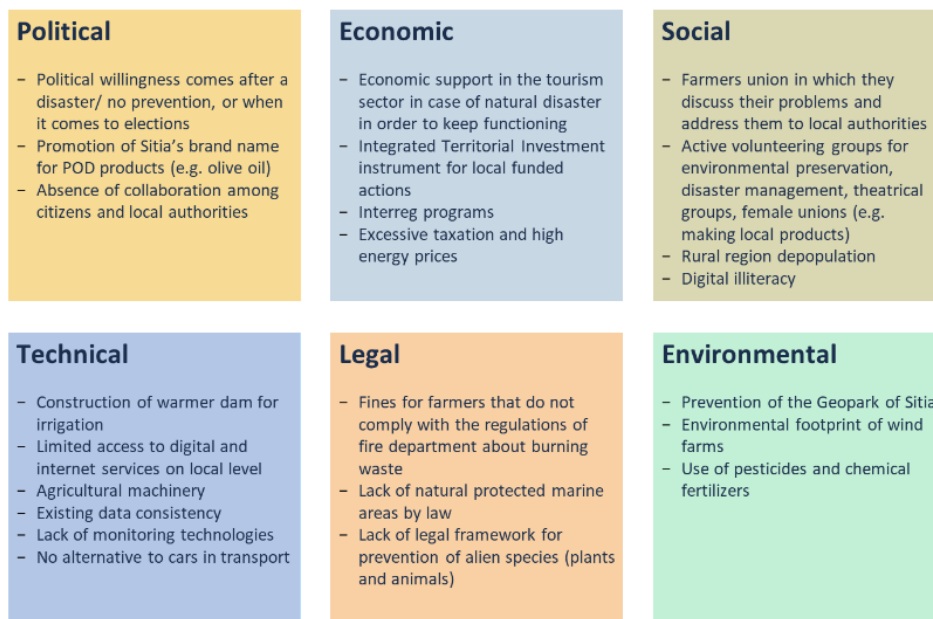 Political
– Political willingness comes after a
disaster/ no prevention, or when
it comes to elections
– Promotion of Sitia's brand name
for POD products (e.g. olive oil)
– Absence of collaboration among
citizens and local authorities
Economic
– Economic support in the tourism
sector in case of natural disaster
in order to keep functioning
– Integrated Territorial Investment
instrument for local funded
actions
– Interreg programs
– Excessive taxation and high
energy prices
Social
– Farmers union in which they
discuss their problems and
address them to local authorities
– Active volunteering groups for
environmental preservation,
disaster management, theatrical
groups, female unions (e.g.
making local products)
– Rural region depopulation
– Digital illiteracy
Technical
– Construction of warmer dam for
irrigation
– Limited access to digital and
internet services on local level
– Agricultural machinery
– Existing data consistency
– Lack of monitoring technologies
– No alternative to cars in transport
Legal
– Fines for farmers that do not
comply with the regulations of
fire department about burning
waste
– Lack of natural protected marine
areas by law
– Lack of legal framework for
prevention of alien species (plants
and animals)
Environmental
– Prevention of the Geopark of Sitia
– Environmental footprint of wind
farms
– Use of pesticides and chemical
fertilizers